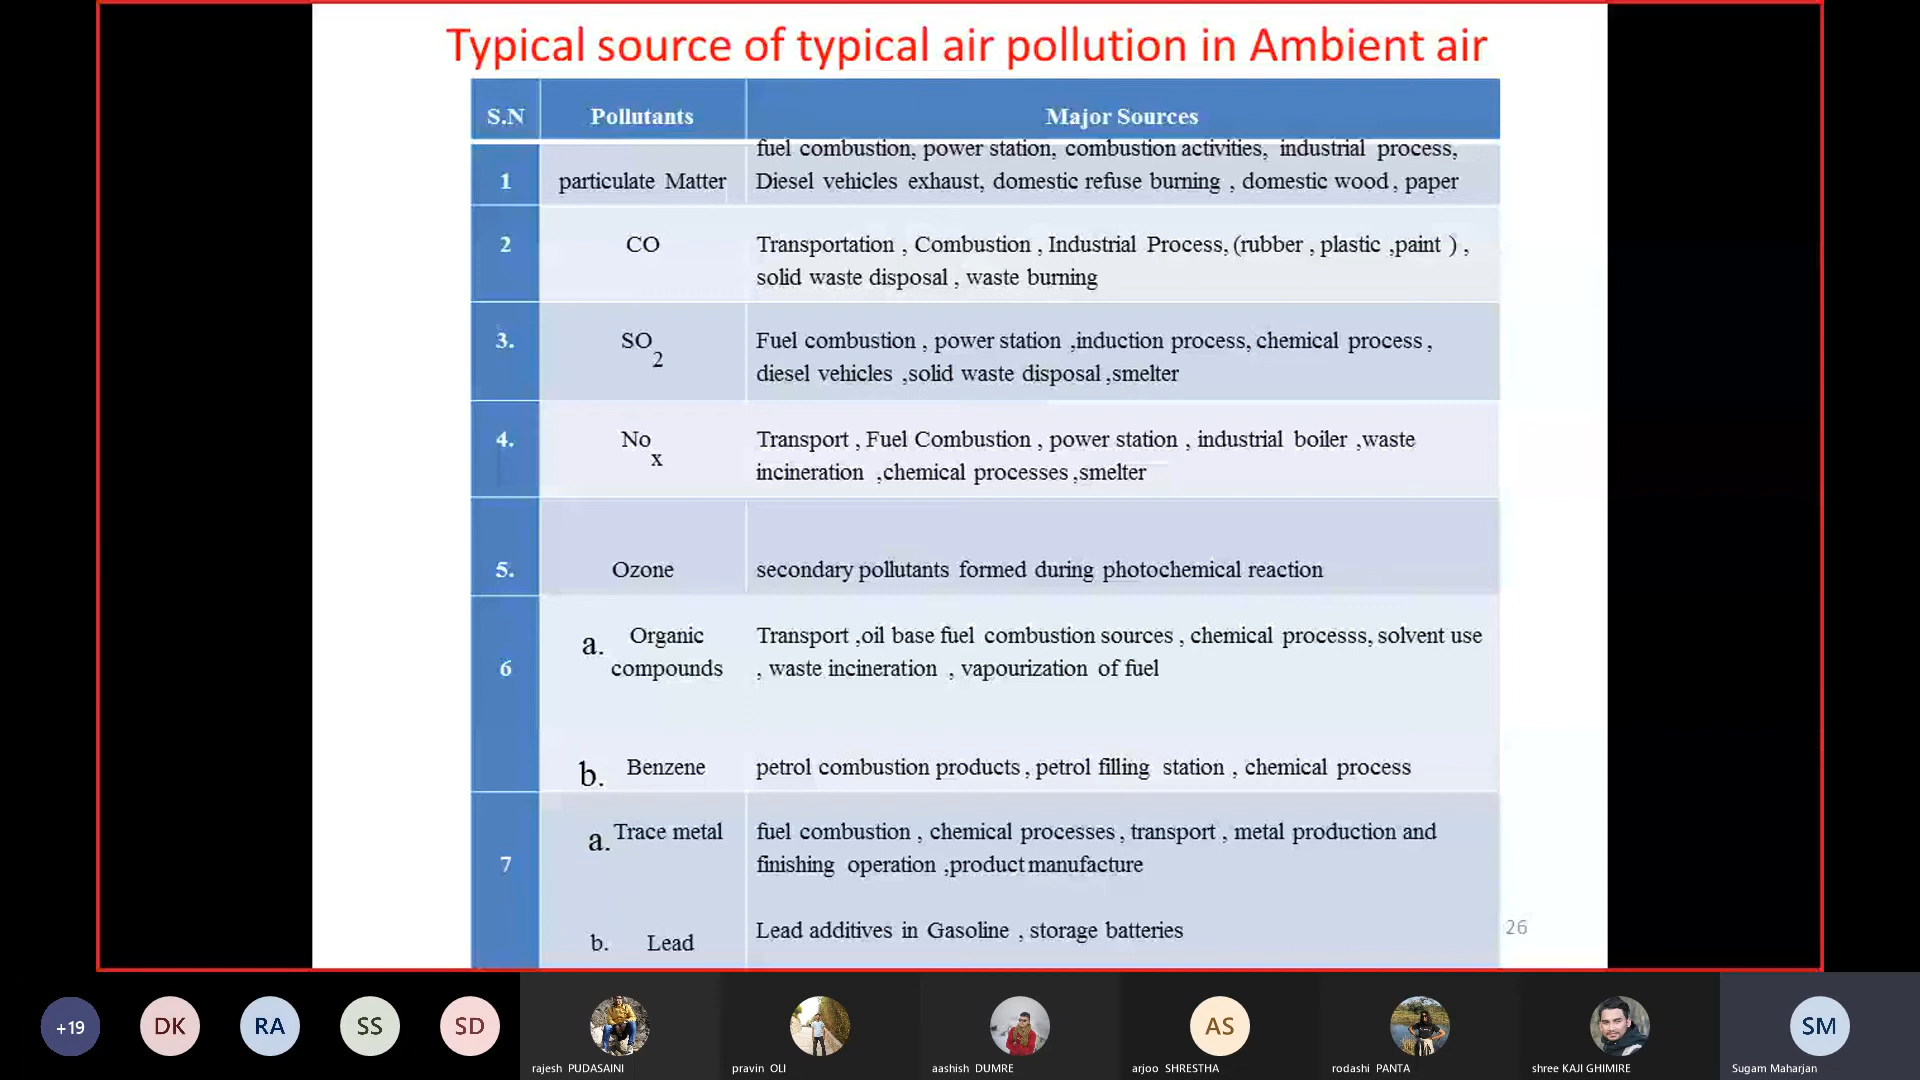 Typical source of typical air pollution in Ambient air
S.N Pollutants Major Sources
fuel combustion, power station, combustion activities, industrial process,
1 particulate Matter Diesel vehicles exhaust, domestic refuse burning , domestic wood , paper
2 CO Transportation , Combustion , Industrial Process, (rubber , plastic ,paint ) ,
solid waste disposal , waste burning
3. SO2 Fuel combustion , power station ,induction process, chemical process ,
diesel vehicles ,solid waste disposal ,smelter
4. Nox Transport , Fuel Combustion , power station , industrial boiler ,waste
incineration ,chemical processes ,smelter
5. Ozone secondary pollutants formed during photochemical reaction
a. Organic Transport ,oil base fuel combustion sources , chemical processs, solvent use
6 compounds , waste incineration , vapourization of fuel
b. Benzene petrol combustion products , petrol filling station , chemical process
a. Trace metal fuel combustion , chemical processes , transport , metal production and
7 finishing operation ,product manufacture
b. Lead Lead additives in Gasoline , storage batteries
26
+19 DK RA SS SD AS SM
rajesh PUDASAINI pravin OLI aashish DUMRE arjoo SHRESTHA rodashi PANTA shree KAJI GHIMIRE Sugam Maharjan